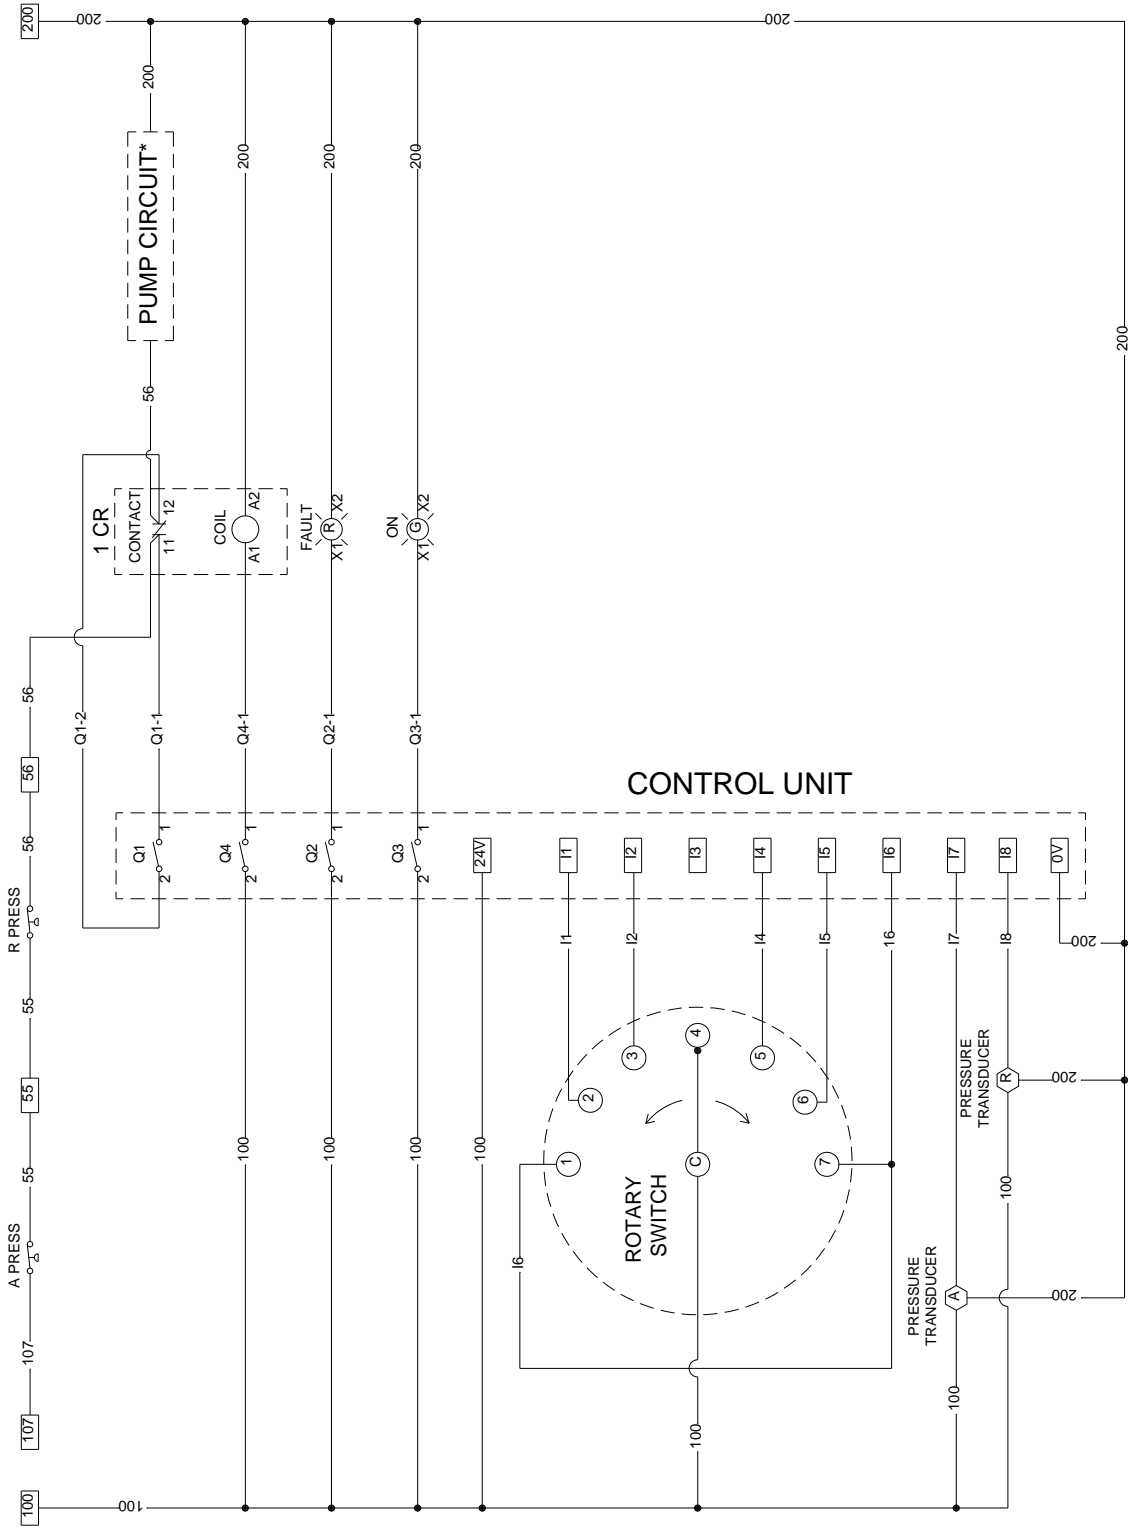 200
200
200
200
PUMP CIRCUIT*
200
200
200
200
56
1 CR
CONTACT
12
11
COIL
A2
A1
FAULT
X2
R
X1
ON
X2
G
X1
56
Q1-2
Q1-1
Q4-1
Q2-1
Q3-1
56
CONTROL UNIT
56
Q1
1
2
Q4
1
2
Q2
1
2
Q3
1
2
24V
I1
I2
I3
I4
I5
I6
I7
I8
0V
R PRESS
I1
I2
I4
I5
16
I7
I8
200
55
4
3
5
2
6
PRESSURE
TRANSDUCER
R
200
55
55
100
100
100
100
1
C
7
ROTARY
SWITCH
100
A PRESS
I6
PRESSURE
TRANSDUCER
A
200
107
107
100
100
100
100